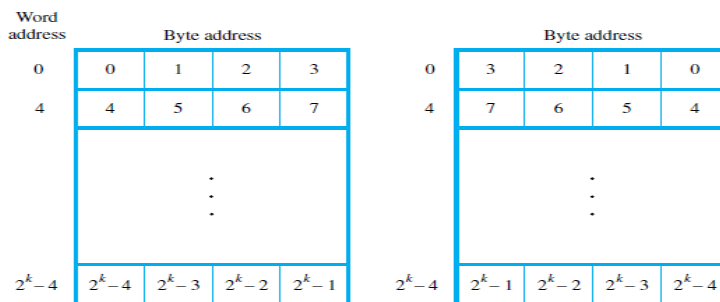 Word
address Byte address Byte address
0 0 1 2 3 0 3 2 1 0
4 4 5 6 7 4 7 6 5 4
2^k – 4 2^k – 4 2^k – 3 2^k – 2 2^k – 1 2^k – 4 2^k – 1 2^k – 2 2^k – 3 2^k – 4